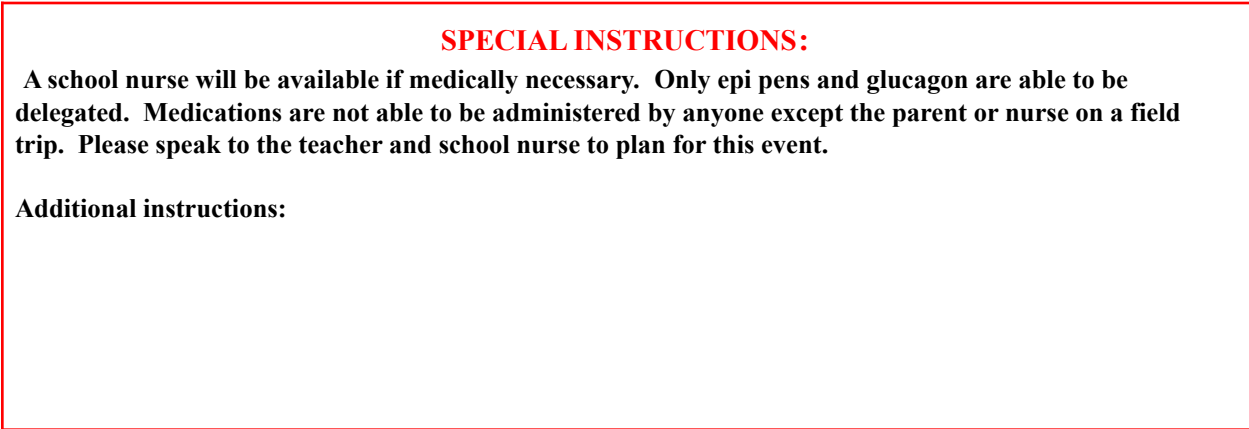 SPECIAL INSTRUCTIONS:
A school nurse will be available if medically necessary.  Only epi pens and glucagon are able to be
delegated.  Medications are not able to be administered by anyone except the parent or nurse on a field
trip.  Please speak to the teacher and school nurse to plan for this event.
Additional instructions: